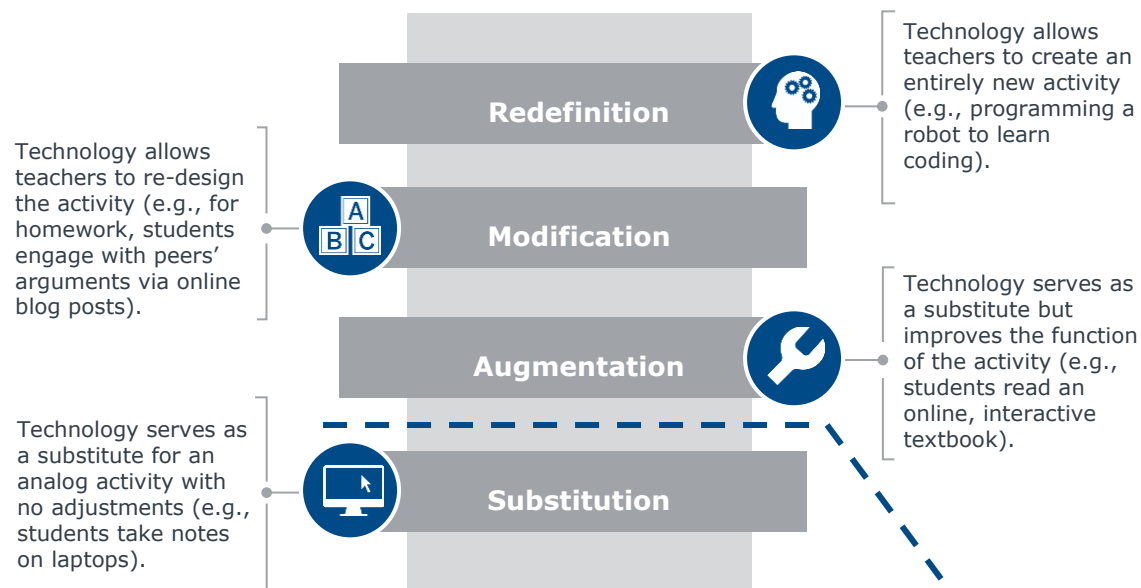 Redefinition
Technology allows
teachers to create an
entirely new activity
(e.g., programming a
robot to learn
coding).
Technology allows
teachers to re-design
the activity (e.g., for
homework, students
engage with peers’
arguments via online
blog posts).
A
B C
Modification
Augmentation
Technology serves as
a substitute but
improves the function
of the activity (e.g.,
students read an
online, interactive
textbook).
Technology serves as
a substitute for an
analog activity with
no adjustments (e.g.,
students take notes
on laptops).
Substitution